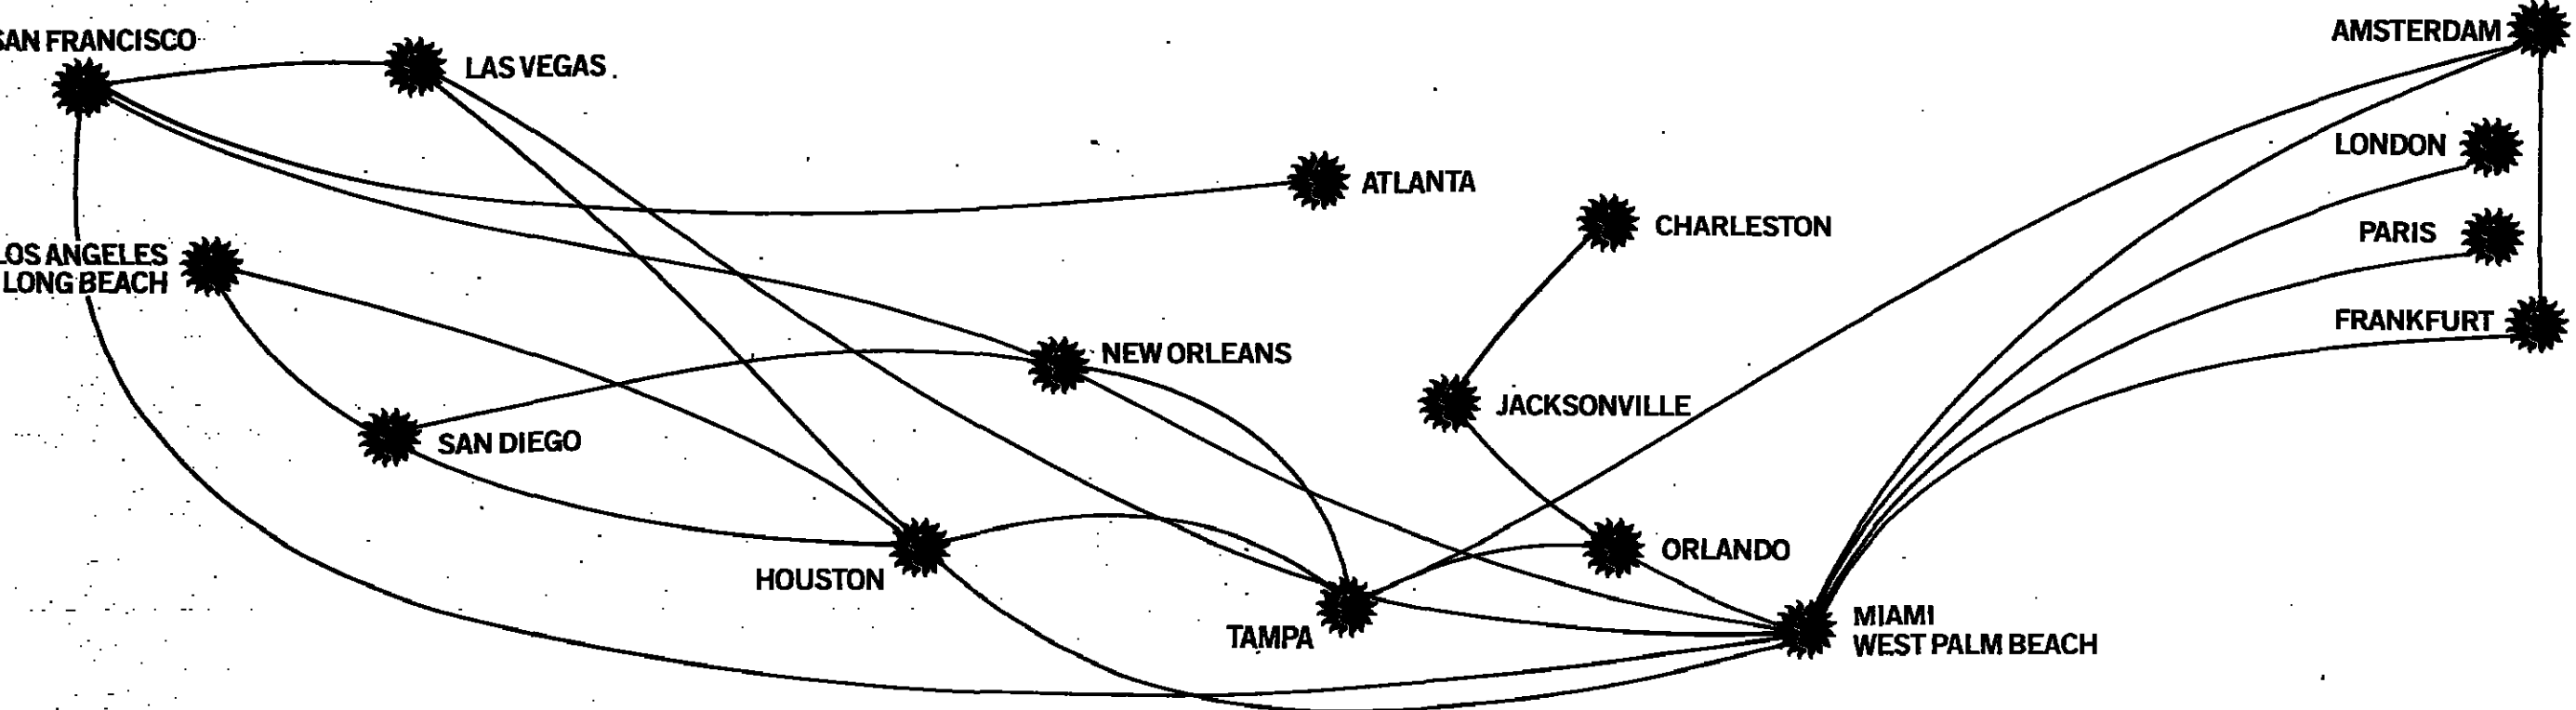 SAN FRANCISCO
LAS VEGAS
AMSTERDAM
LONDON
ATLANTA
CHARLESTON
PARIS
LOS ANGELES
LONG BEACH
FRANKFURT
NEW ORLEANS
JACKSONVILLE
SAN DIEGO
ORLANDO
HOUSTON
TAMPA
MIAMI
WEST PALM BEACH